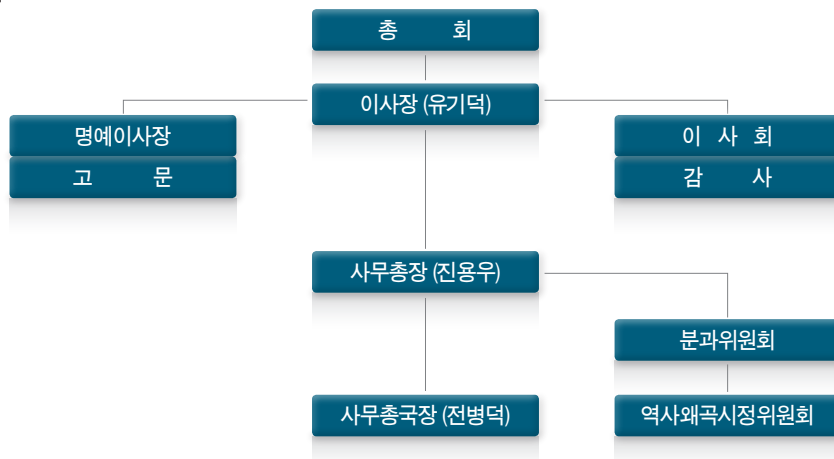 총 회
이사장 (유기덕)
명예이사장
고 문
이 사 회
감 사
사무총장 (진용우)
분과위원회
사무총국장 (전병덕)
역사왜곡시정위원회